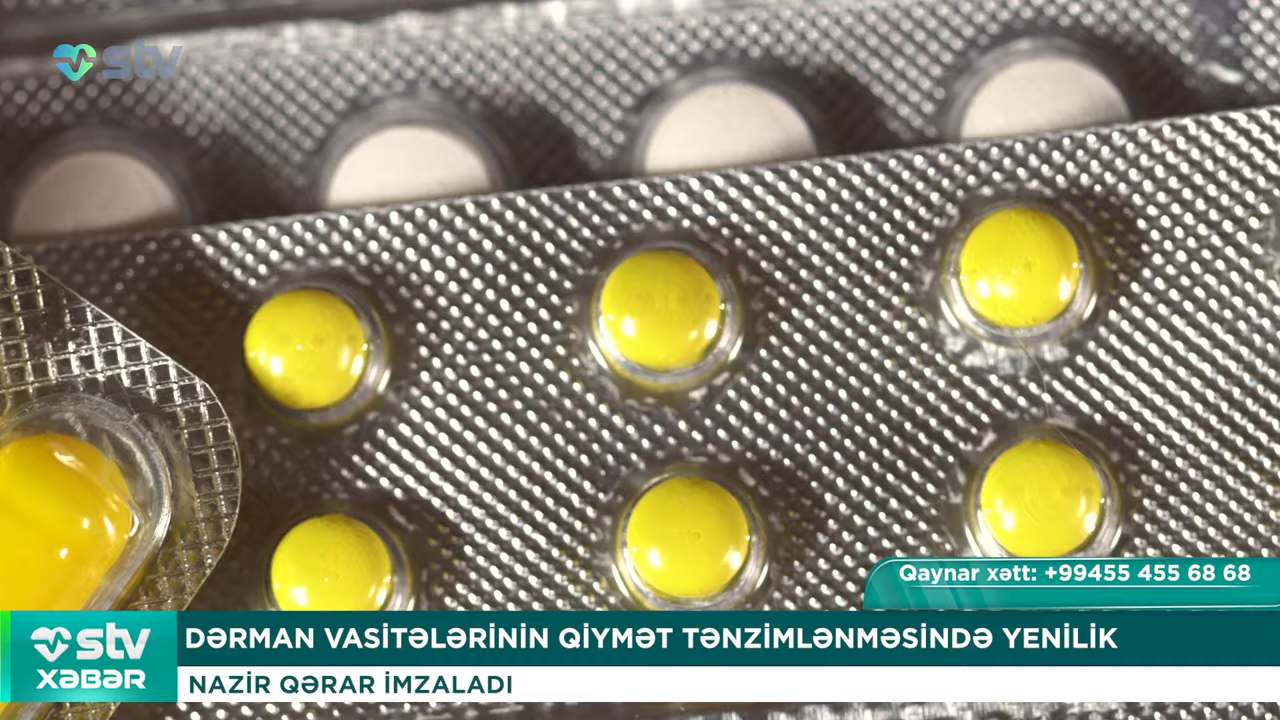 stv
Qaynar xətt: +99455 455 68 68
stv
XƏBƏR
DƏRMAN VASİTƏLƏRİNİN QİYMƏT TƏNZİMLƏNMƏSİNDƏ YENİLİK
NAZİR QƏRAR İMZALADI